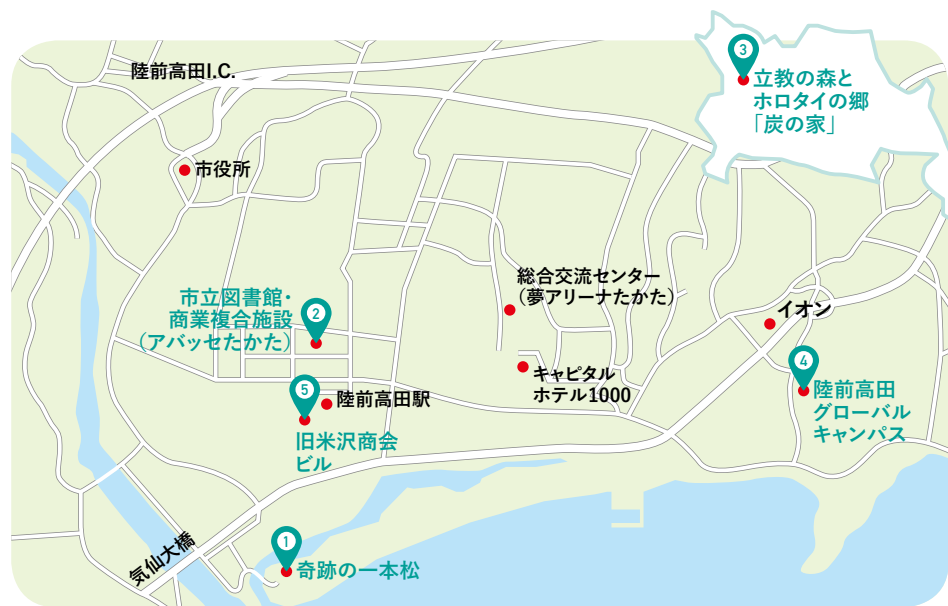 陸前高田I.C.
3
立教の森と
ホロタイの郷
「炭の家」
市役所
市立図書館・
商業複合施設
（アバッセたかた）
2
総合交流センター
（夢アリーナたかた）
イオン
キャピタル
ホテル1000
4
陸前高田
グローバル
キャンパス
5
陸前高田駅
旧米沢商会
ビル
気仙大橋
1
奇跡の一本松